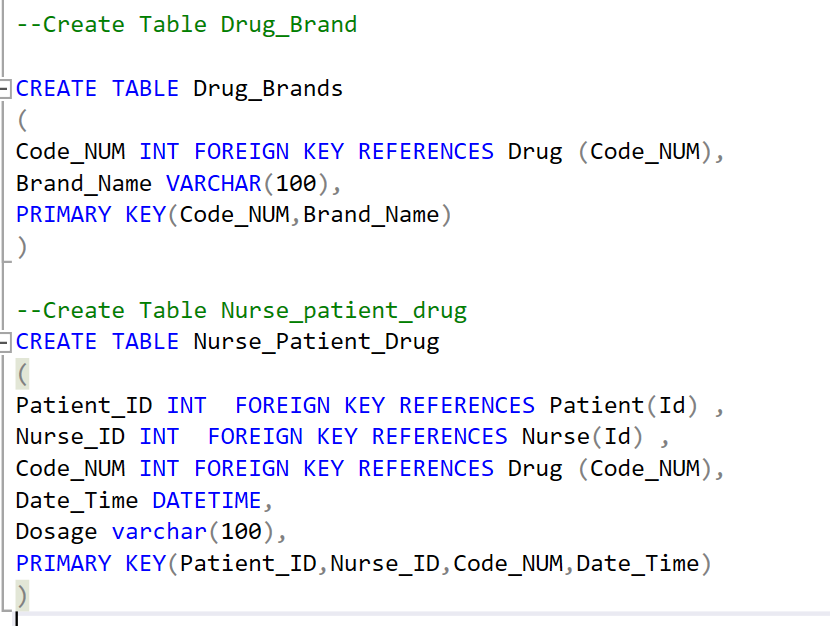 --Create Table Drug_Brand
CREATE TABLE Drug_Brands
(
Code_NUM INT FOREIGN KEY REFERENCES Drug (Code_NUM),
Brand_Name VARCHAR(100),
PRIMARY KEY(Code_NUM,Brand_Name)
)
--Create Table Nurse_patient_drug
CREATE TABLE Nurse_Patient_Drug
(
Patient_ID INT  FOREIGN KEY REFERENCES Patient(Id) ,
Nurse_ID INT  FOREIGN KEY REFERENCES Nurse(Id) ,
Code_NUM INT FOREIGN KEY REFERENCES Drug (Code_NUM),
Date_Time DATETIME,
Dosage varchar(100),
PRIMARY KEY(Patient_ID,Nurse_ID,Code_NUM,Date_Time)
)